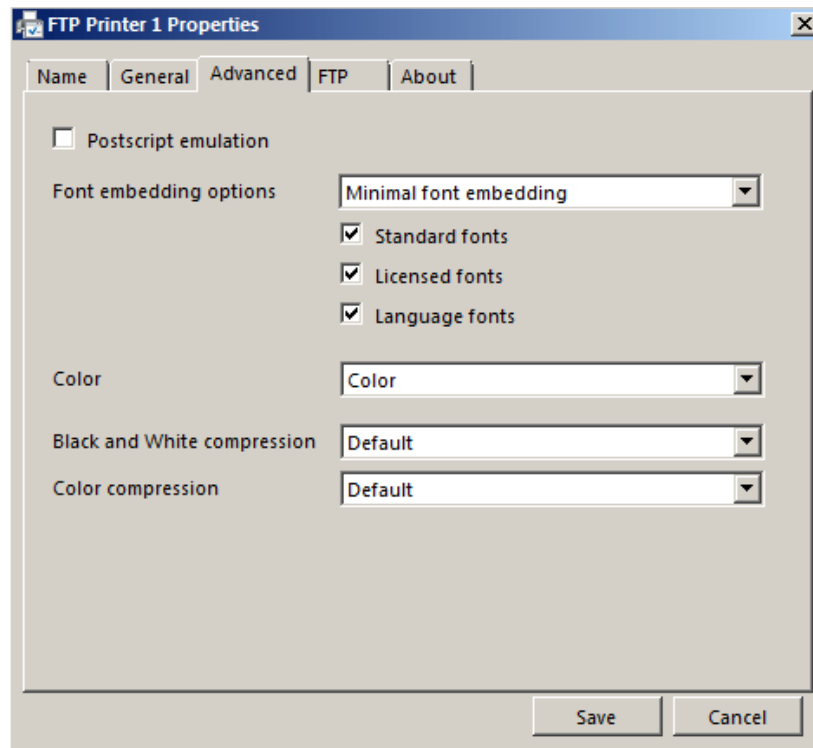 FTP Printer 1 Properties
Name General Advanced FTP About
Postscript emulation
Font embedding options Minimal font embedding
Standard fonts
Licensed fonts
Language fonts
Color Color
Black and White compression Default
Color compression Default
Save Cancel